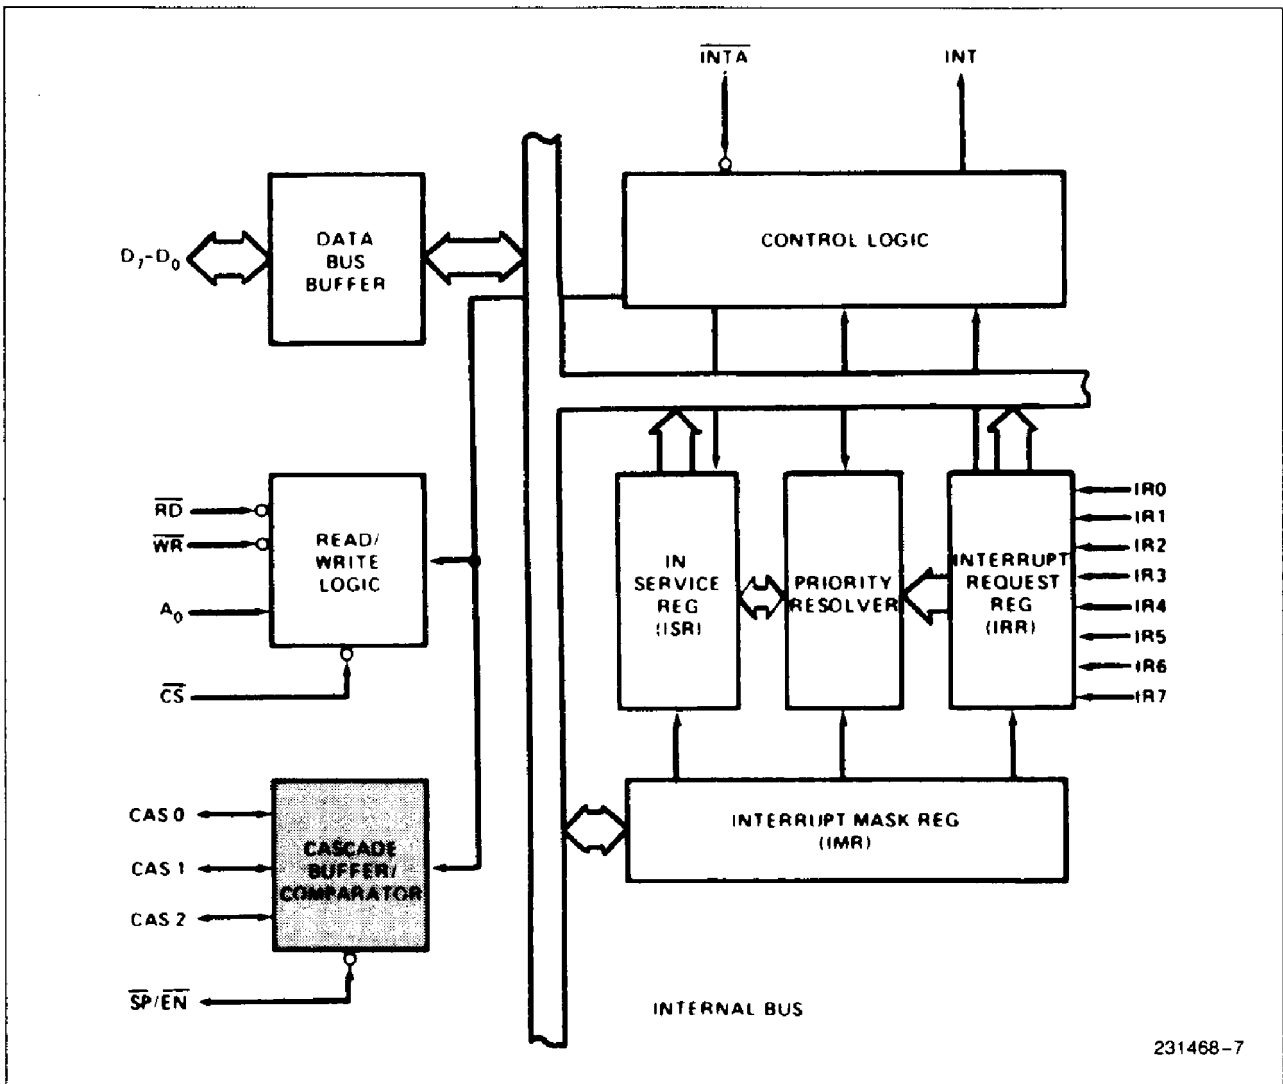 INTA
INT
CONTROL LOGIC
D7-D0
DATA
BUS
BUFFER
RD
WR
A0
CS
READ/
WRITE
LOGIC
IN
SERVICE
REG
(ISR)
PRIORITY
RESOLVER
INTERRUPT
REQUEST
REG
(IRR)
IR0
IR1
IR2
IR3
IR4
IR5
IR6
IR7
CAS 0
CAS 1
CAS 2
SP/EN
CASCADE
BUFFER/
COMPARATOR
INTERRUPT MASK REG
(IMR)
INTERNAL BUS
231468-7